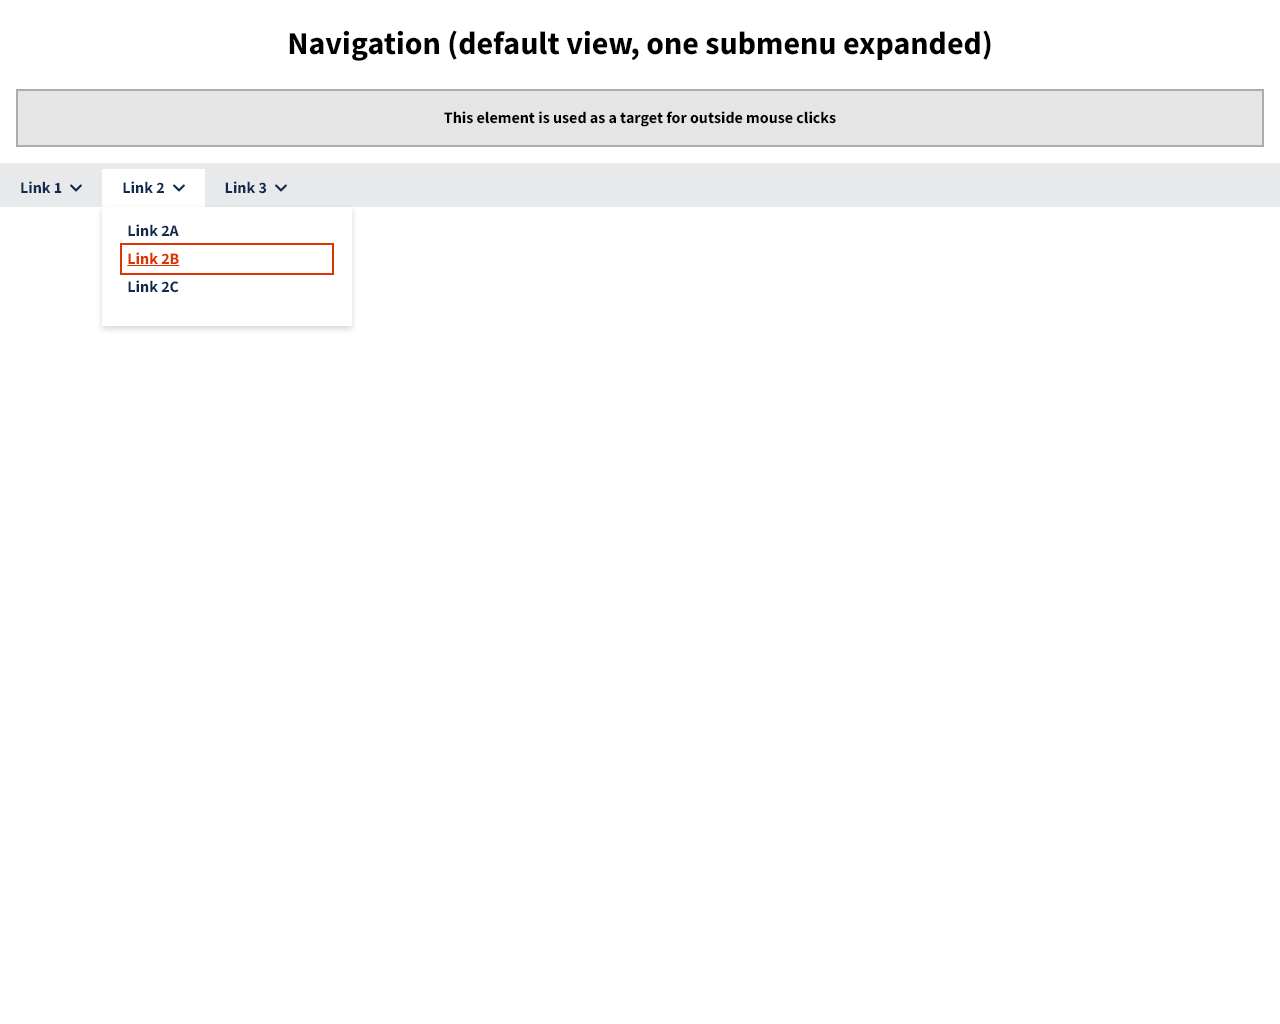 Navigation (default view, one submenu expanded)
This element is used as a target for outside mouse clicks
Link 1 Link 2 Link 3
Link 2A
Link 2B
Link 2C